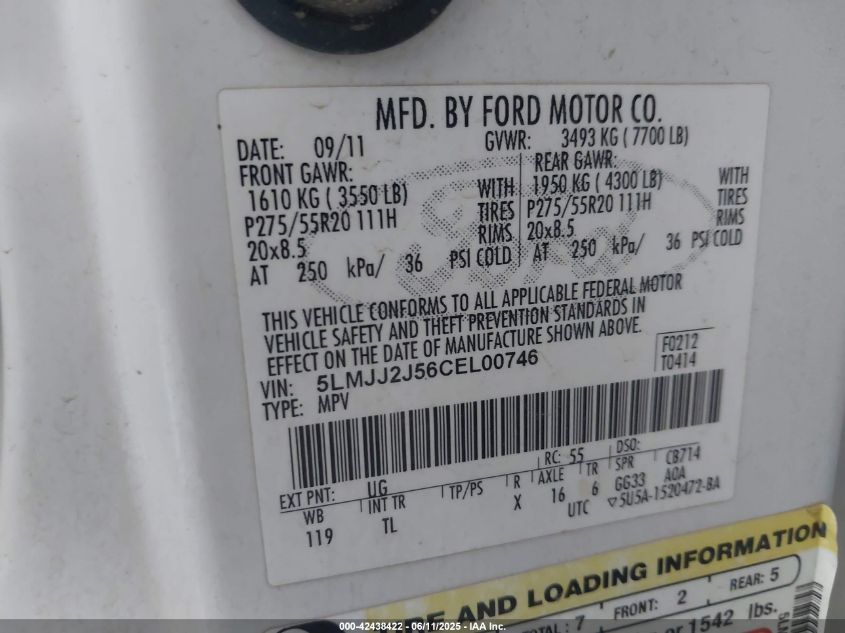 MFD. BY FORD MOTOR CO.
DATE: 09/11 GVWR: 3493 KG ( 7700 LB)
FRONT GAWR: REAR GAWR:
1610 KG ( 3550 LB) WITH 1950 KG ( 4300 LB) WITH
P275/55R20 111H TIRES P275/55R20 111H TIRES
20x8.5 RIMS 20x8.5 RIMS
AT 250 kPa/ 36 PSI COLD AT 250 kPa/ 36 PSI COLD
THIS VEHICLE CONFORMS TO ALL APPLICABLE FEDERAL MOTOR
VEHICLE SAFETY AND THEFT PREVENTION STANDARDS IN
EFFECT ON THE DATE OF MANUFACTURE SHOWN ABOVE.
VIN: 5LMJJ2J56CEL00746 F0212
TYPE: MPV T0414
EXT PNT: UG RC: 55 DSO:
WB INT TR TP/PS R AXLE TR SPR CB714
119 TL X 16 6 GG33 AOA
UTC ▽5U5A-1520472-BA
E AND LOADING INFORMATION
TOTAL : 7 FRONT: 2 REAR: 5
or 1542 lbs.
000-42438422 - 06/11/2025 - IAA, Inc.